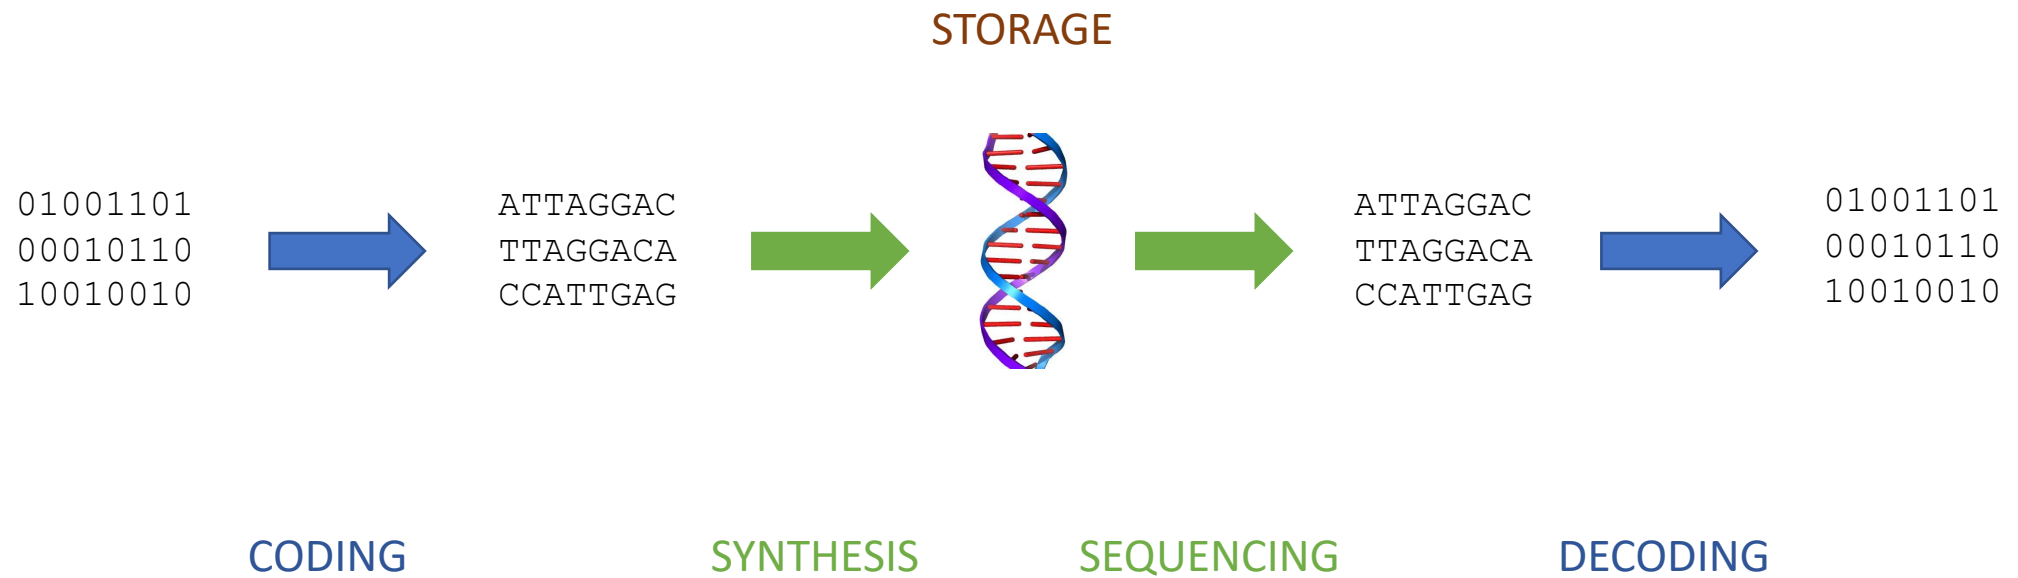 STORAGE
01001101
00010110
10010010
ATTAGGAC
TTAGGACA
CCATTGAG
ATTAGGAC
TTAGGACA
CCATTGAG
01001101
00010110
10010010
CODING
SYNTHESIS
SEQUENCING
DECODING